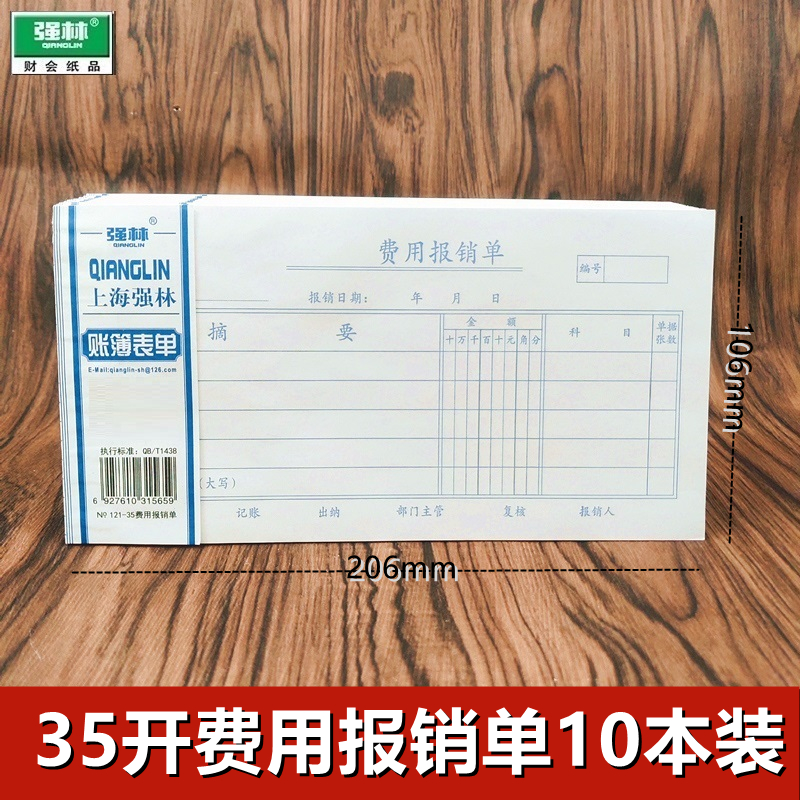 强林®
QIANGLIN
财会纸品
强林®
QIANGLIN
QIANGLIN
上海强林
账簿表单
E-Mail:qianglin-sh@126.com
执行标准：QB/T1438
6 927610 315659
№ 121-35费用报销单
费用报销单
编号
报销日期： 年 月 日
摘 要
金 额
十万千百十元角分
科 目
单据
张数
(大写)
记账 出纳 部门主管 复核 报销人
106mm
206mm
35开费用报销单10本装